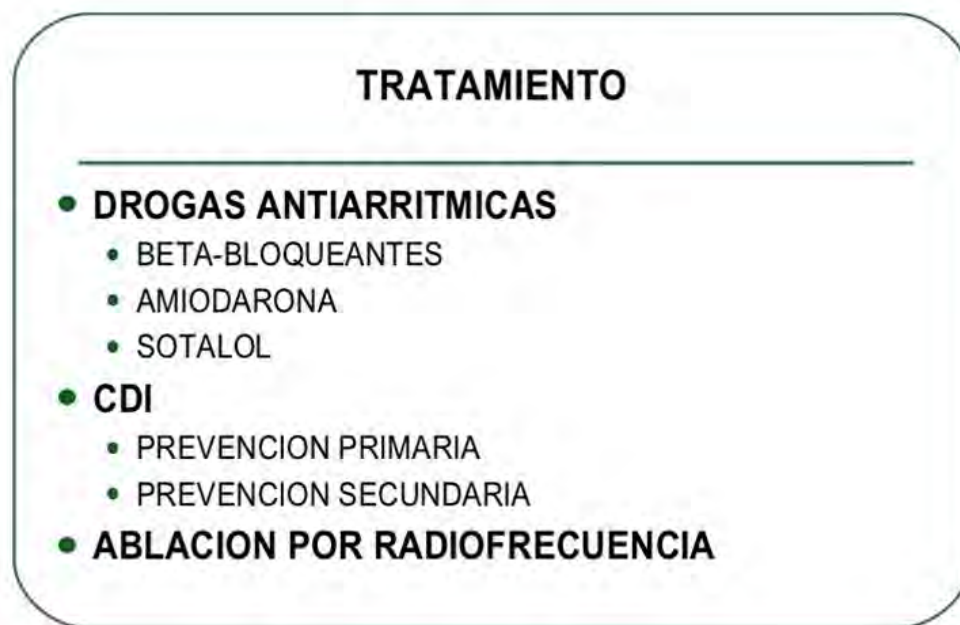 TRATAMIENTO
DROGAS ANTIARRITMICAS
BETA-BLOQUEANTES
AMIODARONA
SOTALOL
CDI
PREVENCION PRIMARIA
PREVENCION SECUNDARIA
ABLACION POR RADIOFRECUENCIA